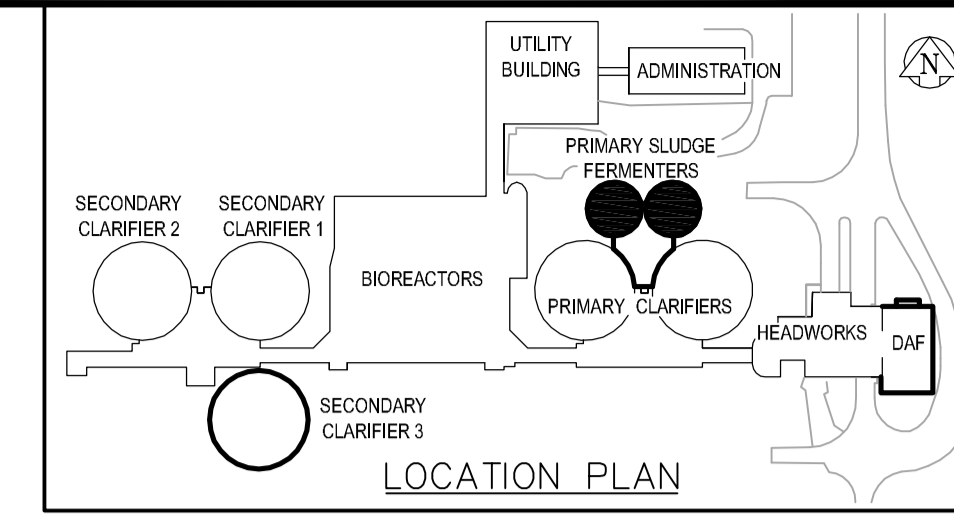 UTILITY
BUILDING
ADMINISTRATION
N
PRIMARY SLUDGE
FERMENTERS
SECONDARY
CLARIFIER 2
SECONDARY
CLARIFIER 1
BIOREACTORS
PRIMARY CLARIFIERS
HEADWORKS
DAF
SECONDARY
CLARIFIER 3
LOCATION PLAN